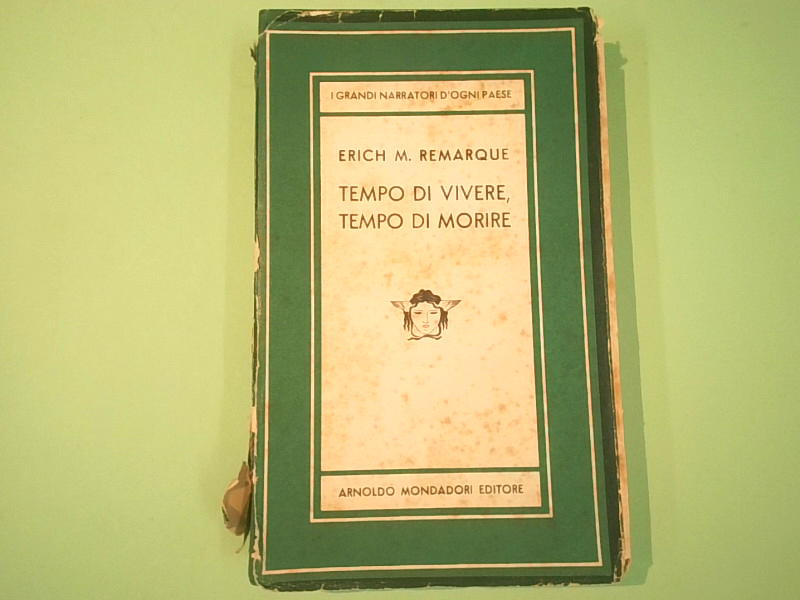 I GRANDI NARRATORI D'OGNI PAESE
ERICH M. REMARQUE
TEMPO DI VIVERE,
TEMPO DI MORIRE
ARNOLDO MONDADORI EDITORE